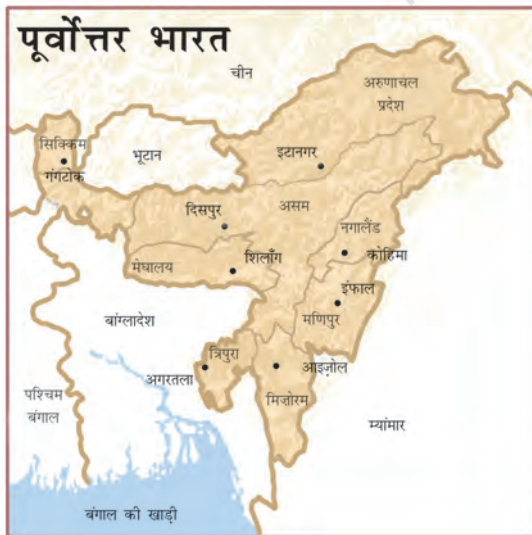 पूर्वोत्तर भारत
चीन
अरुणाचल
प्रदेश
सिक्किम
भूटान
इटानगर
गंगटोक
असम
दिसपुर
नगालैंड
मेघालय
शिलाँग
कोहिमा
इंफाल
बांग्लादेश
मणिपुर
त्रिपुरा
अगरतला
आइज़ोल
पश्चिम
बंगाल
मिज़ोरम
म्यांमार
बंगाल की खाड़ी